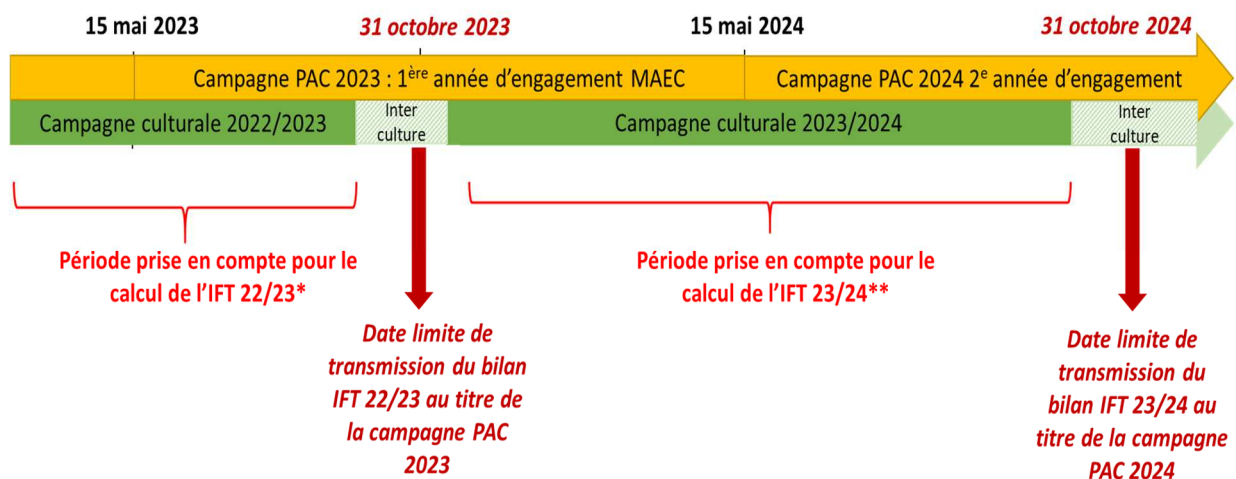 15 mai 2023
31 octobre 2023
15 mai 2024
31 octobre 2024
Campagne PAC 2023 : 1ère année d'engagement MAEC
Campagne PAC 2024 2e année d'engagement
Campagne culturale 2022/2023
Inter
culture
Campagne culturale 2023/2024
Inter
culture
Période prise en compte pour le
calcul de l'IFT 22/23*
Période prise en compte pour le
calcul de l'IFT 23/24**
Date limite de
transmission du bilan
IFT 22/23 au titre de
la campagne PAC
2023
Date limite de
transmission du
bilan IFT 23/24 au
titre de la campagne
PAC 2024